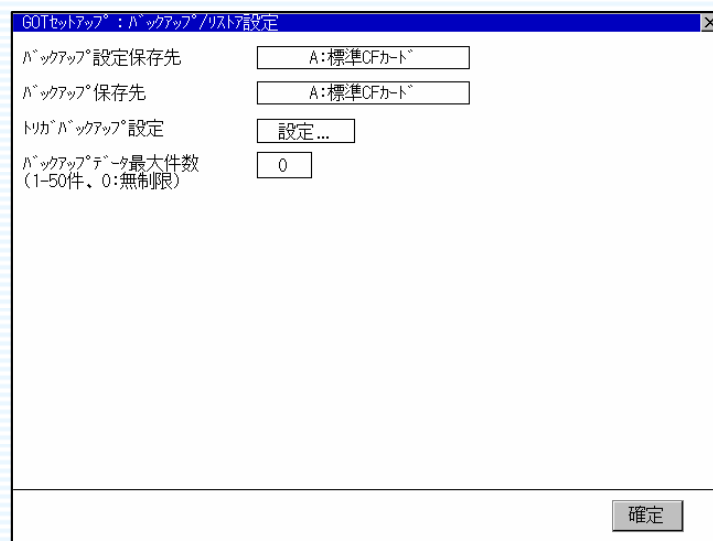 GOTセットアップ：バックアップ/リストア設定
バックアップ設定保存先
A:標準CFカード
バックアップ保存先
A:標準CFカード
トリガバックアップ設定
設定...
バックアップデータ最大件数
(1-50件、0:無制限)
0
確定